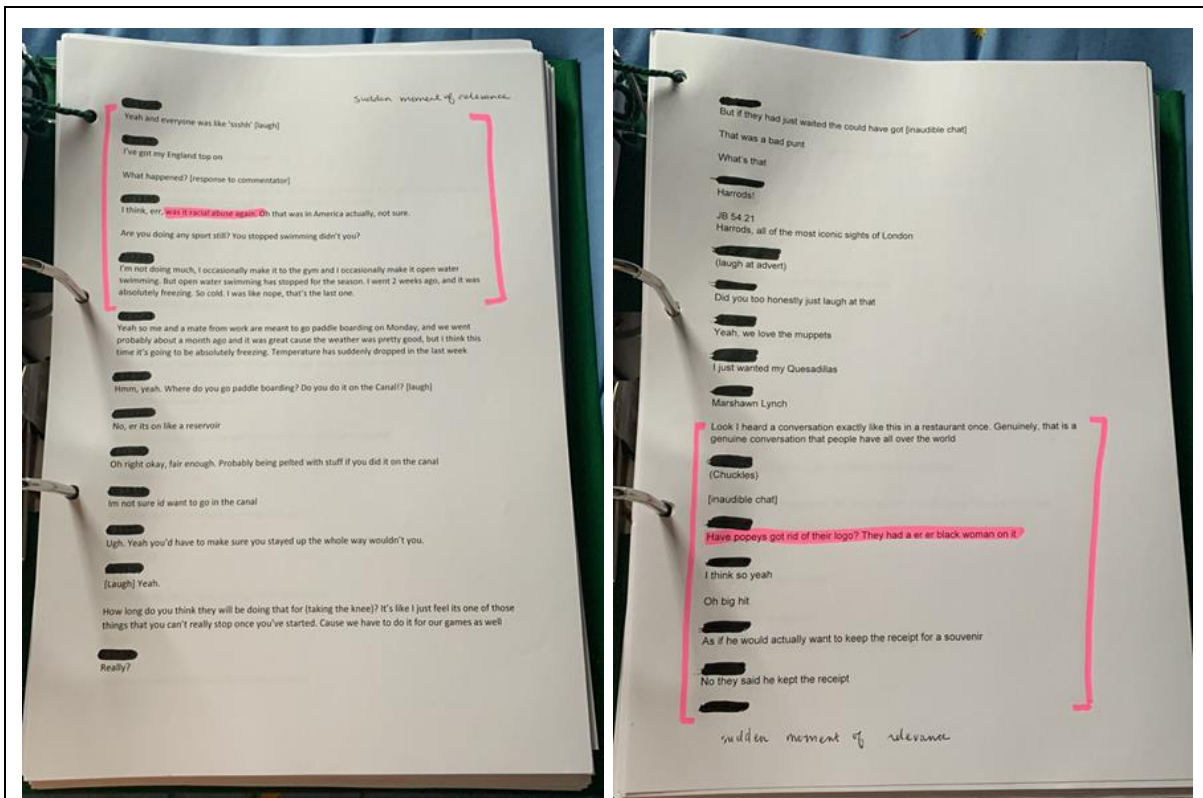 sudden moment of relevance
Yeah and everyone was like 'ssshh' [laugh]
I've got my England top on
What happened? [response to commentator]
I think, err, was it racial abuse again. Oh that was in America actually, not sure.
Are you doing any sport still? You stopped swimming didn't you?
I'm not doing much, I occasionally make it to the gym and I occasionally make it open water
swimming. But open water swimming has stopped for the season. I went 2 weeks ago, and it was
absolutely freezing. So cold. I was like nope, that's the last one.
Yeah so me and a mate from work are meant to go paddle boarding on Monday, and we went
probably about a month ago and it was great cause the weather was pretty good, but I think this
time it's going to be absolutely freezing. Temperature has suddenly dropped in the last week
Hmm, yeah. Where do you go paddle boarding? Do you do it on the Canal!? [laugh]
No, er its on like a reservoir
Oh right okay, fair enough. Probably being pelted with stuff if you did it on the canal
Im not sure id want to go in the canal
Ugh. Yeah you'd have to make sure you stayed up the whole way wouldn't you.
[Laugh] Yeah.
How long do you think they will be doing that for (taking the knee)? It's like I just feel its one of those
things that you can't really stop once you've started. Cause we have to do it for our games as well
Really?
But if they had just waited the could have got [inaudible chat]
That was a bad punt
What's that
Harrods!
JB 54.21
Harrods, all of the most iconic sights of London
(laugh at advert)
Did you too honestly just laugh at that
Yeah, we love the muppets
I just wanted my Quesadillas
Marshawn Lynch
Look I heard a conversation exactly like this in a restaurant once. Genuinely, that is a
genuine conversation that people have all over the world
(Chuckles)
[inaudible chat]
Have popeys got rid of their logo? They had a er er black woman on it
I think so yeah
Oh big hit
As if he would actually want to keep the receipt for a souvenir
No they said he kept the receipt
sudden moment of relevance